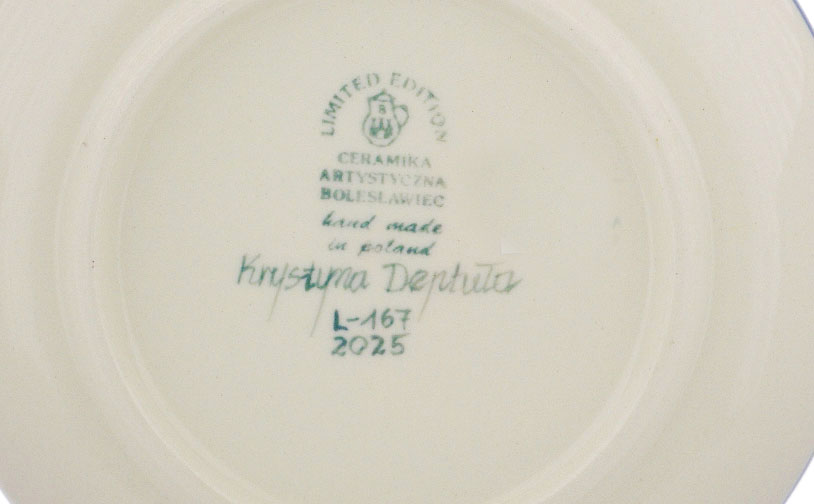 LIMITED EDITION
B
CERAMIKA
ARTYSTYCZNA
BOLESŁAWIEC
hand made
in poland
Krystyna Deptuła
L-167
2025